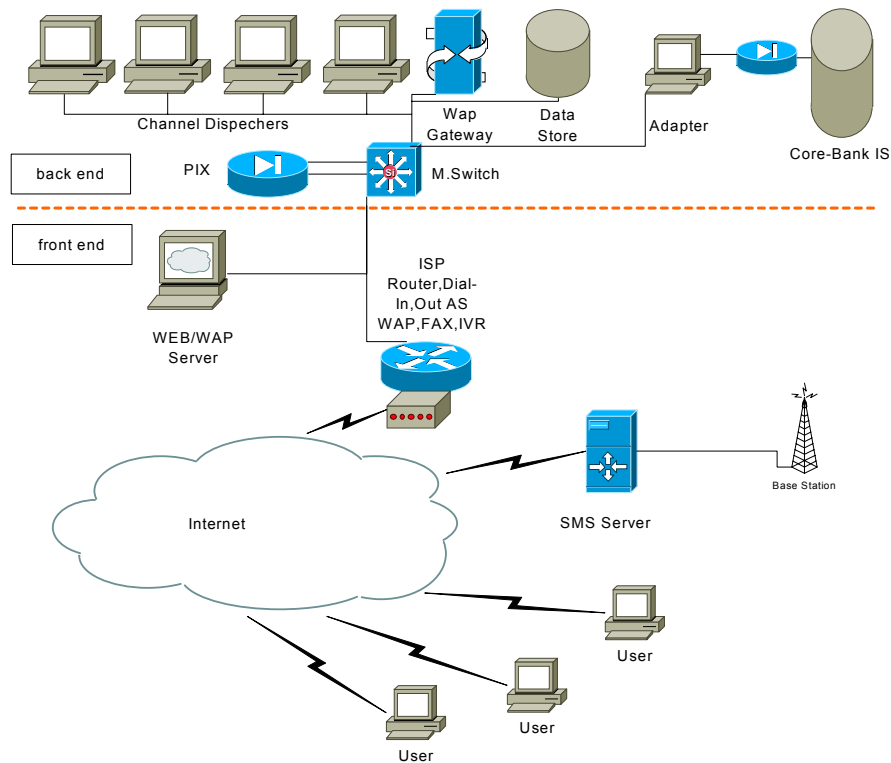 Channel Dispechers
Wap
Gateway
Data
Store
Adapter
Core-Bank IS
back end
PIX
Si
M.Switch
front end
WEB/WAP
Server
ISP
Router,Dial-
In,Out AS
WAP,FAX,IVR
Internet
SMS Server
Base Station
User
User
User